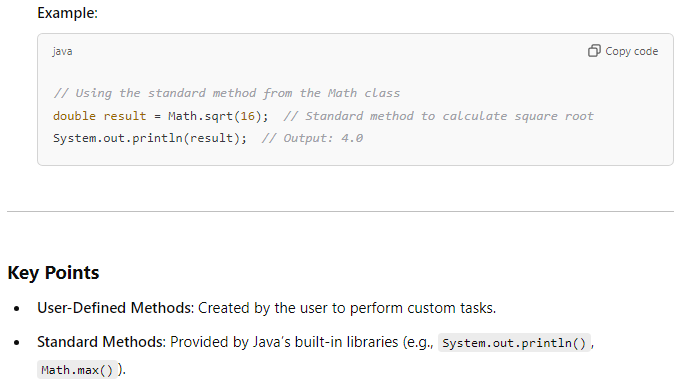 Example:
java
Copy code
// Using the standard method from the Math class
double result = Math.sqrt(16);  // Standard method to calculate square root
System.out.println(result);  // Output: 4.0
Key Points
• User-Defined Methods: Created by the user to perform custom tasks.
• Standard Methods: Provided by Java's built-in libraries (e.g., System.out.println(),
Math.max()).